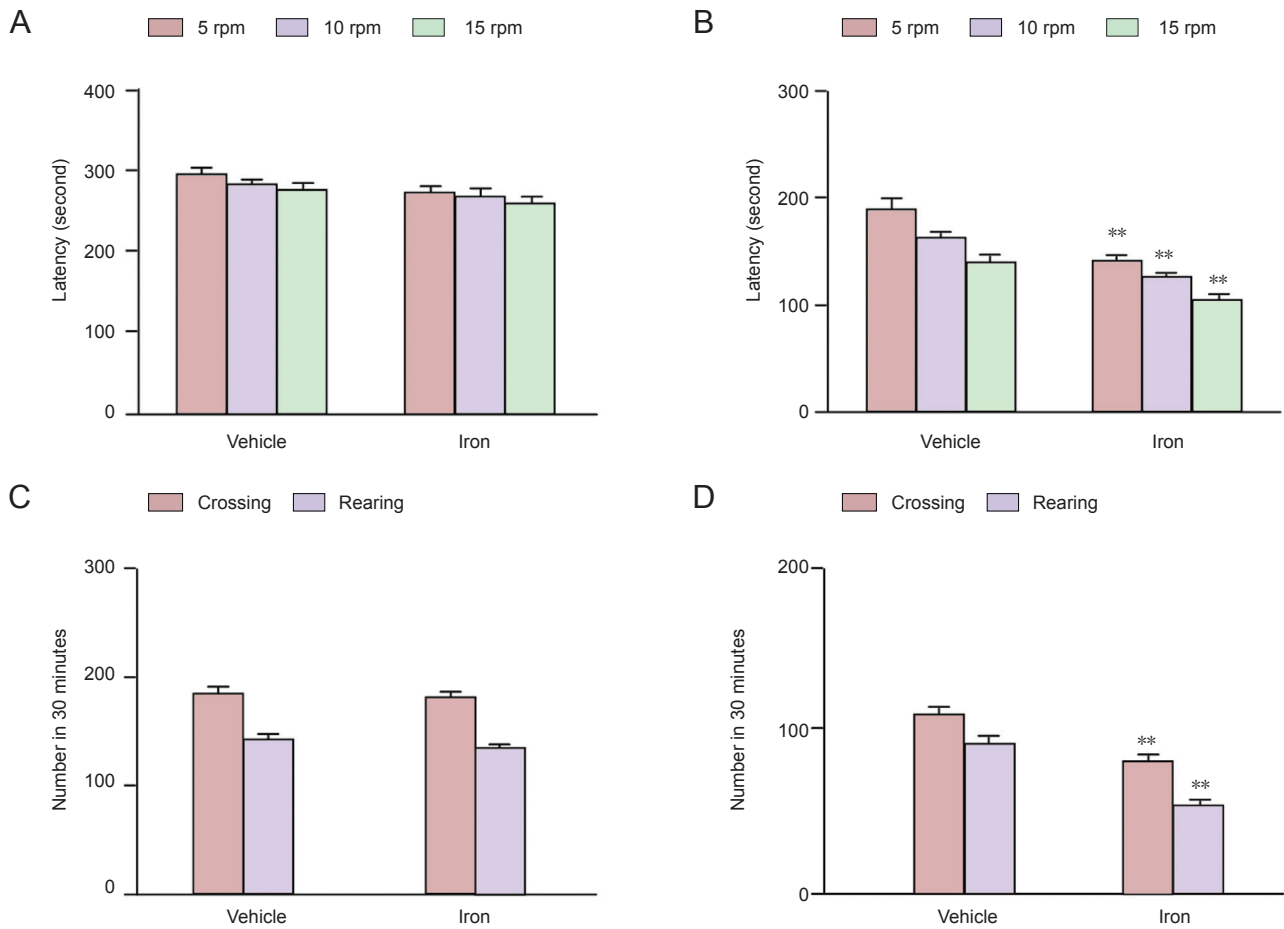 A
5 rpm 10 rpm 15 rpm
Latency (second)
400
300
200
100
0
Vehicle Iron
B
5 rpm 10 rpm 15 rpm
Latency (second)
300
200
100
0
**
**
**
Vehicle Iron
C
Crossing Rearing
Number in 30 minutes
300
200
100
0
Vehicle Iron
D
Crossing Rearing
Number in 30 minutes
200
100
0
**
**
Vehicle Iron